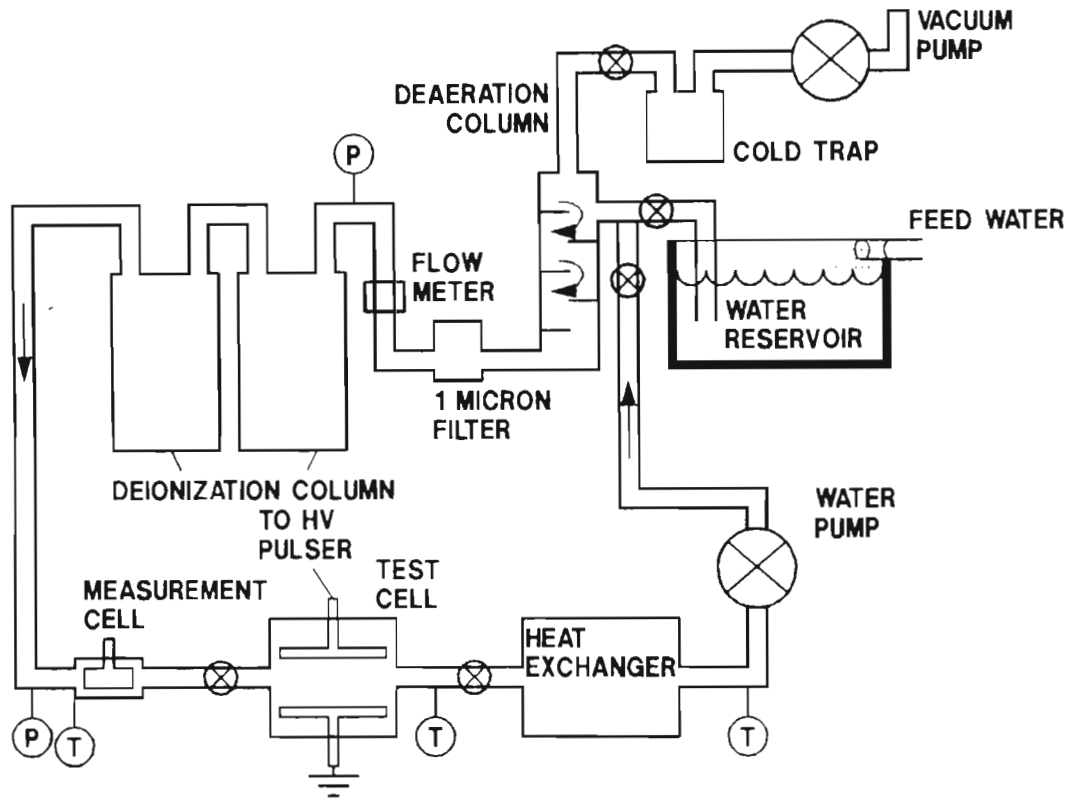 VACUUM
PUMP
DEAERATION
COLUMN
COLD TRAP
P
FEED WATER
FLOW
METER
WATER
RESERVOIR
1 MICRON
FILTER
DEIONIZATION COLUMN
TO HV
PULSER
WATER
PUMP
MEASUREMENT
CELL
TEST
CELL
HEAT
EXCHANGER
P
T
T
T